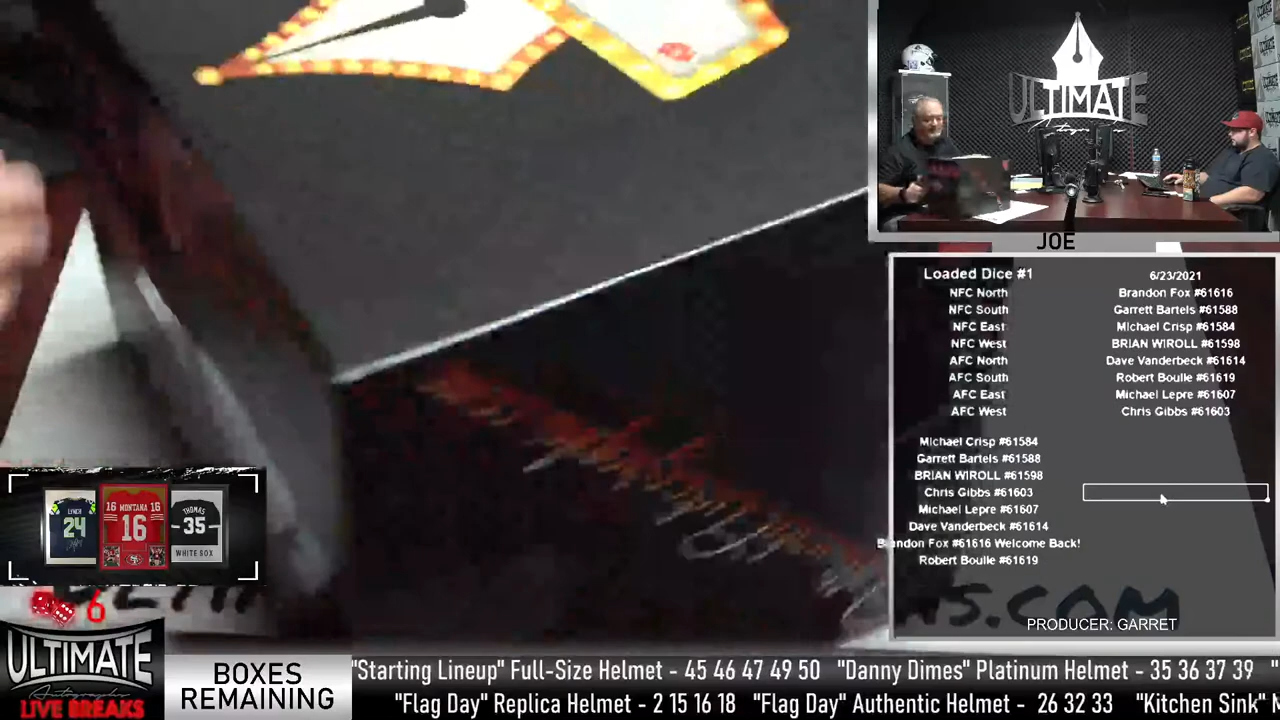 ULTIMATE
Autographs
JOE
Loaded Dice #1 6/23/2021
NFC North Brandon Fox #61616
NFC South Garrett Bartels #61588
NFC East Michael Crisp #61584
NFC West BRIAN WIROLL #61598
AFC North Dave Vanderbeck #61614
AFC South Robert Boulle #61619
AFC East Michael Lepre #61607
AFC West Chris Gibbs #61603
Michael Crisp #61584
Garrett Bartels #61588
BRIAN WIROLL #61598
Chris Gibbs #61603
Michael Lepre #61607
Dave Vanderbeck #61614
Brandon Fox #61616 Welcome Back!
Robert Boulle #61619
PRODUCER: GARRET
LYNCH
24
16 MONTANA 16
16
THOMAS
35
WHITE SOX
6
ULTIMATE
Autographs
LIVE BREAKS
BOXES
REMAINING
"Starting Lineup" Full-Size Helmet - 45 46 47 49 50 "Danny Dimes" Platinum Helmet - 35 36 37 39 "
"Flag Day" Replica Helmet - 2 15 16 18 "Flag Day" Authentic Helmet - 26 32 33 "Kitchen Sink"